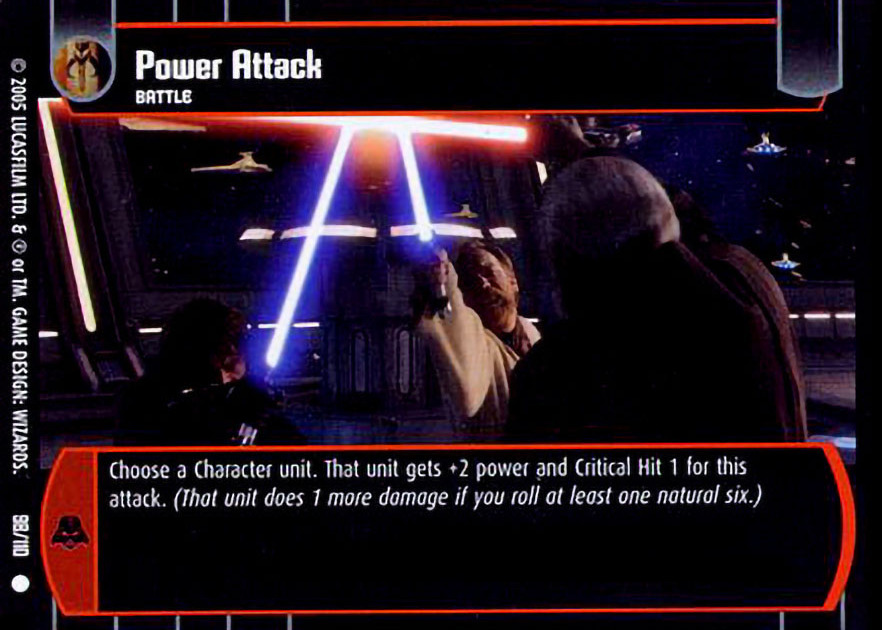 Power Attack
BATTLE
Choose a Character unit. That unit gets +2 power and Critical Hit 1 for this
attack. (That unit does 1 more damage if you roll at least one natural six.)
© 2005 LUCASFILM LTD. & ® or TM. GAME DESIGN: WIZARDS. 98/110